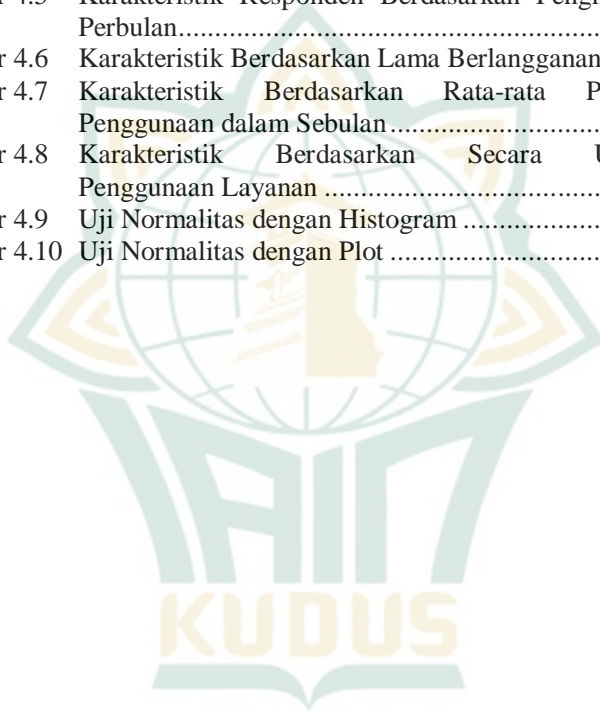 r 4.5 Karakteristik Responden Berdasarkan
Perbulan
r 4.6 Karakteristik Berdasarkan Lama Berlangganan
r 4.7 Karakteristik Berdasarkan Rata-rata P
Penggunaan dalam Sebulan
r 4.8 Karakteristik Berdasarkan Secara U
Penggunaan Layanan
r 4.9 Uji Normalitas dengan Histogram
r 4.10 Uji Normalitas dengan Plot
IAIN
KUDUS